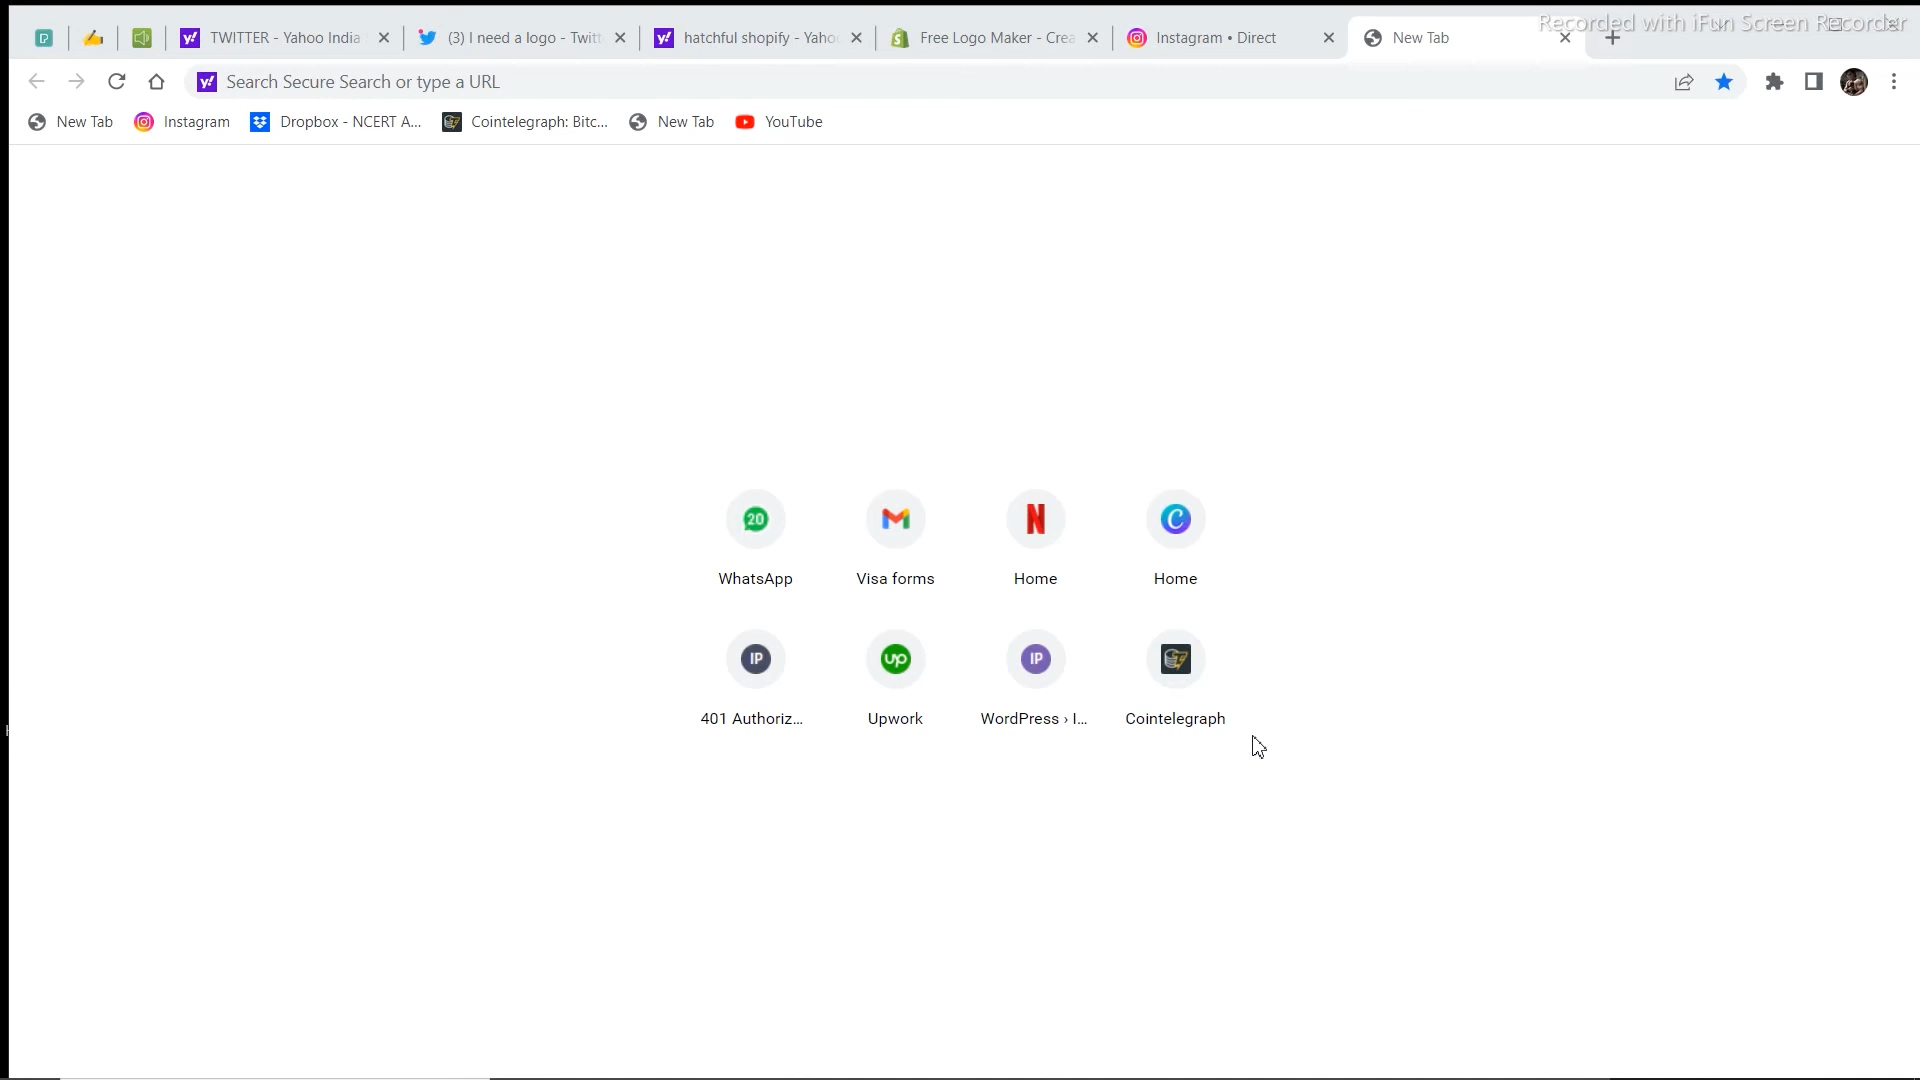 Recorded with iFun Screen Recorder
TWITTER - Yahoo India
(3) I need a logo - Twitt
hatchful shopify - Yaho
Free Logo Maker - Crea
Instagram • Direct
New Tab
Search Secure Search or type a URL
New Tab
Instagram
Dropbox - NCERT A...
Cointelegraph: Bitc...
New Tab
YouTube
20
WhatsApp
Visa forms
Home
Home
IP
up
IP
401 Authoriz...
Upwork
WordPress › I...
Cointelegraph